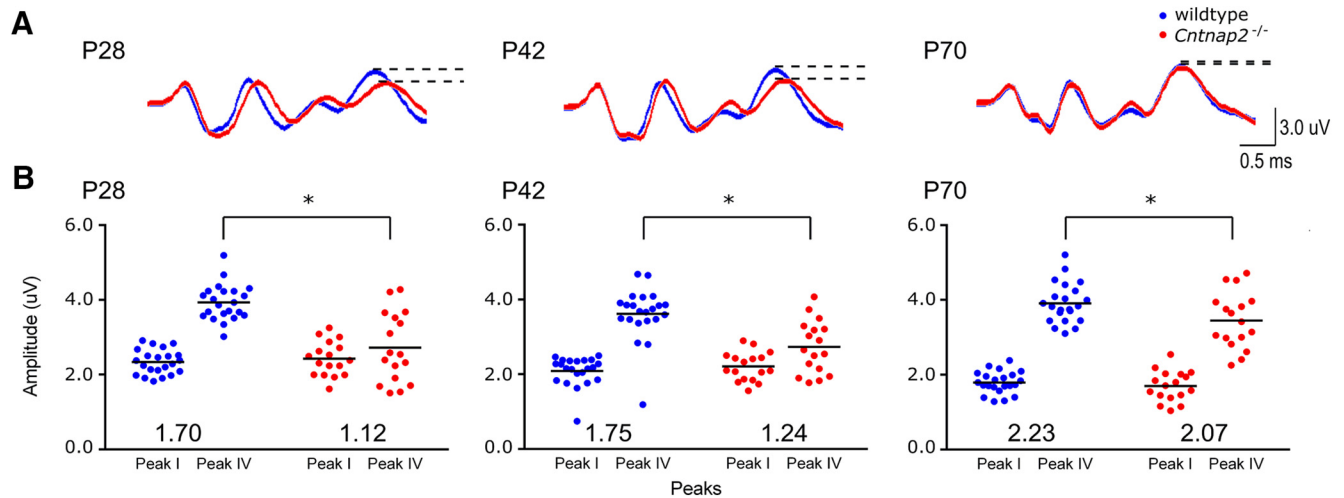 A
P28
P42
P70
wildtype
Cntnap2 -/-
3.0 uV
0.5 ms
B
P28
P42
P70
* * *
6.0 6.0 6.0
4.0 4.0 4.0
2.0 2.0 2.0
0.0 0.0 0.0
Amplitude (uV)
1.70 1.12 1.75 1.24 2.23 2.07
Peak I Peak IV Peak I Peak IV Peak I Peak IV Peak I Peak IV Peak I Peak IV Peak I Peak IV
Peaks